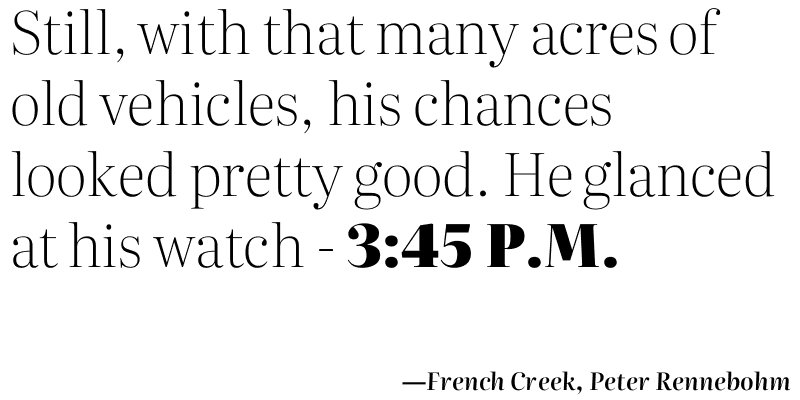 Still, with that many acres of
old vehicles, his chances
looked pretty good. He glanced
at his watch - 3:45 P.M.
—French Creek, Peter Rennebohm